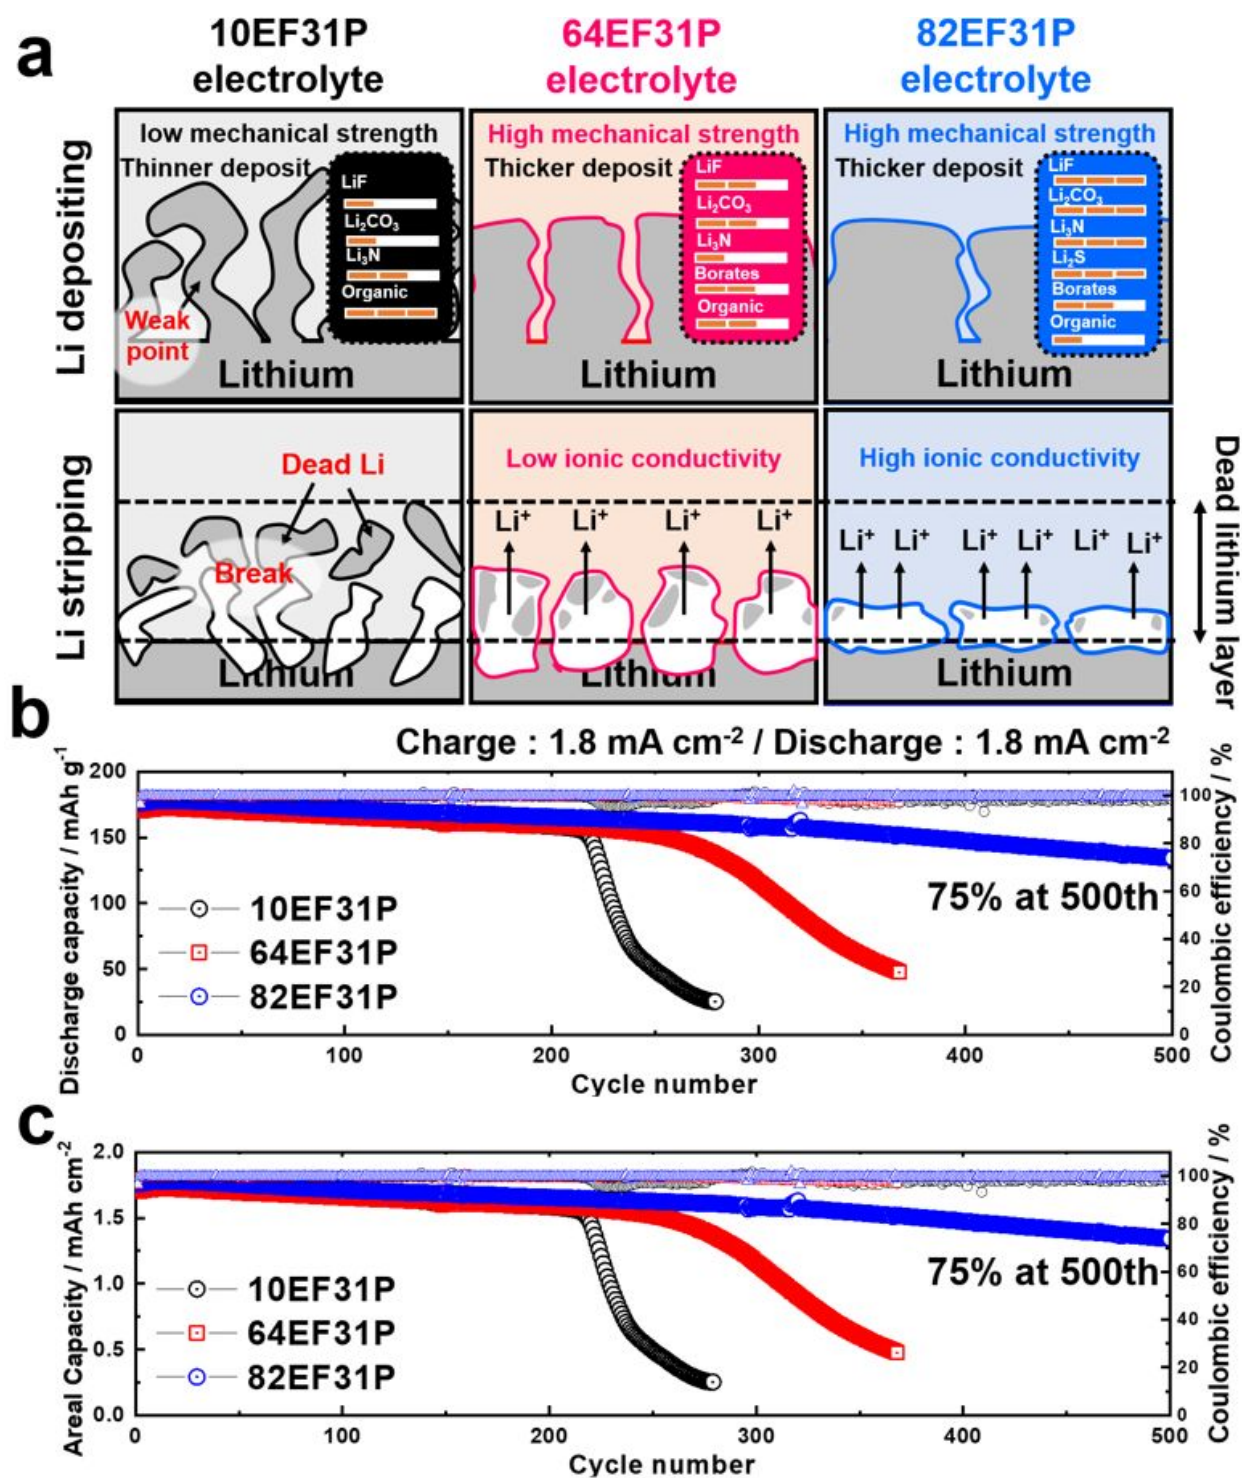 a
10EF31P
electrolyte
64EF31P
electrolyte
82EF31P
electrolyte
Li depositing
low mechanical strength
Thinner deposit
LiF
Li₂CO₃
Li₃N
Organic
Weak
point
Lithium
High mechanical strength
Thicker deposit
LiF
Li₂CO₃
Li₃N
Borates
Organic
Lithium
High mechanical strength
Thicker deposit
LiF
Li₂CO₃
Li₃N
Li₂S
Borates
Organic
Lithium
Li stripping
Dead Li
Break
Lithium
Low ionic conductivity
Li⁺ Li⁺ Li⁺ Li⁺
Lithium
High ionic conductivity
Li⁺ Li⁺ Li⁺ Li⁺ Li⁺ Li⁺
Lithium
Dead lithium layer
b
Charge : 1.8 mA cm⁻² / Discharge : 1.8 mA cm⁻²
Discharge capacity / mAh g⁻¹
200
150
100
50
0
10EF31P
64EF31P
82EF31P
75% at 500th
100
80
60
40
20
0
Coulombic efficiency / %
0 100 200 300 400 500
Cycle number
c
Areal Capacity / mAh cm⁻²
2.0
1.5
1.0
0.5
0.0
10EF31P
64EF31P
82EF31P
75% at 500th
100
80
60
40
20
0
Coulombic efficiency / %
0 100 200 300 400 500
Cycle number